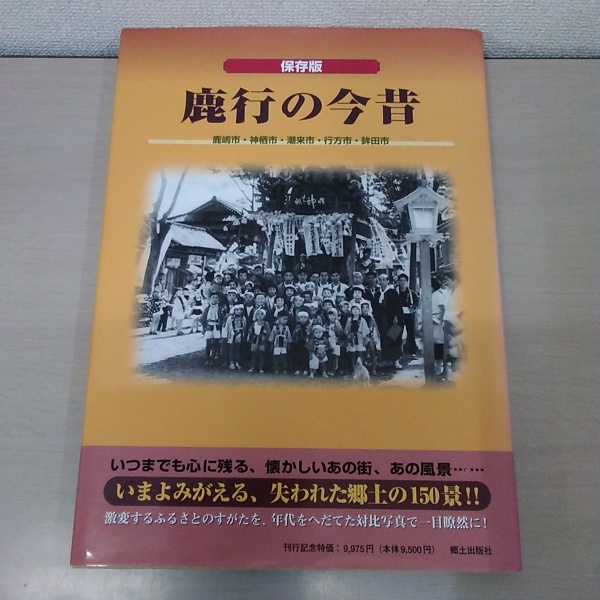 保存版
鹿行の今昔
鹿嶋市・神栖市・潮来市・行方市・鉾田市
いつまでも心に残る、懐かしいあの街、あの風景……
いまよみがえる、失われた郷土の150景!!
激変するふるさとのすがたを、年代をへだてた対比写真で一目瞭然に!
刊行記念特価:9,975円(本体9,500円) 郷土出版社